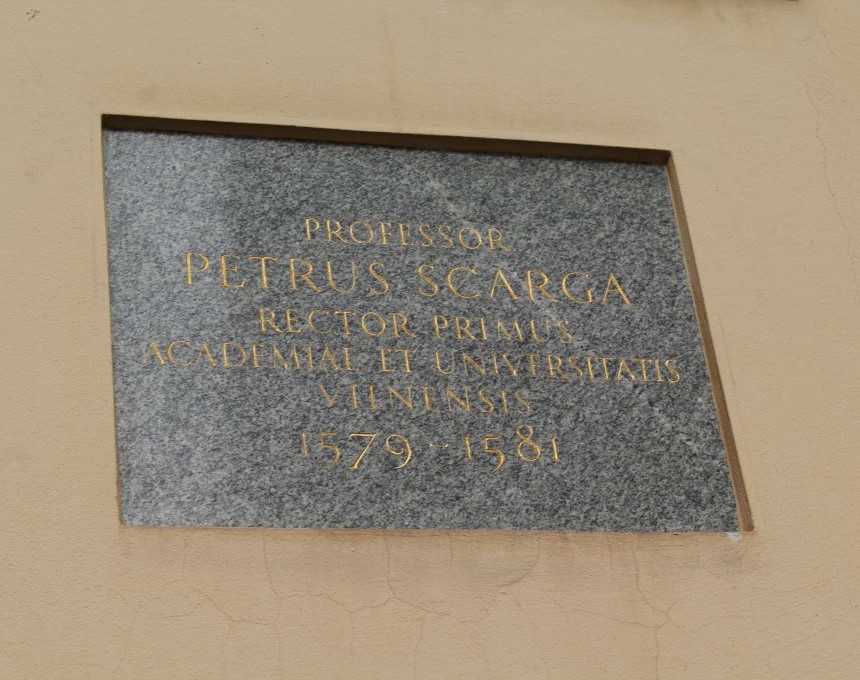 PROFESSOR
PETRUS SCARGA
RECTOR PRIMUS
ACADEMIAE ET UNIVERSITATIS
VILNENSIS
1579-1581